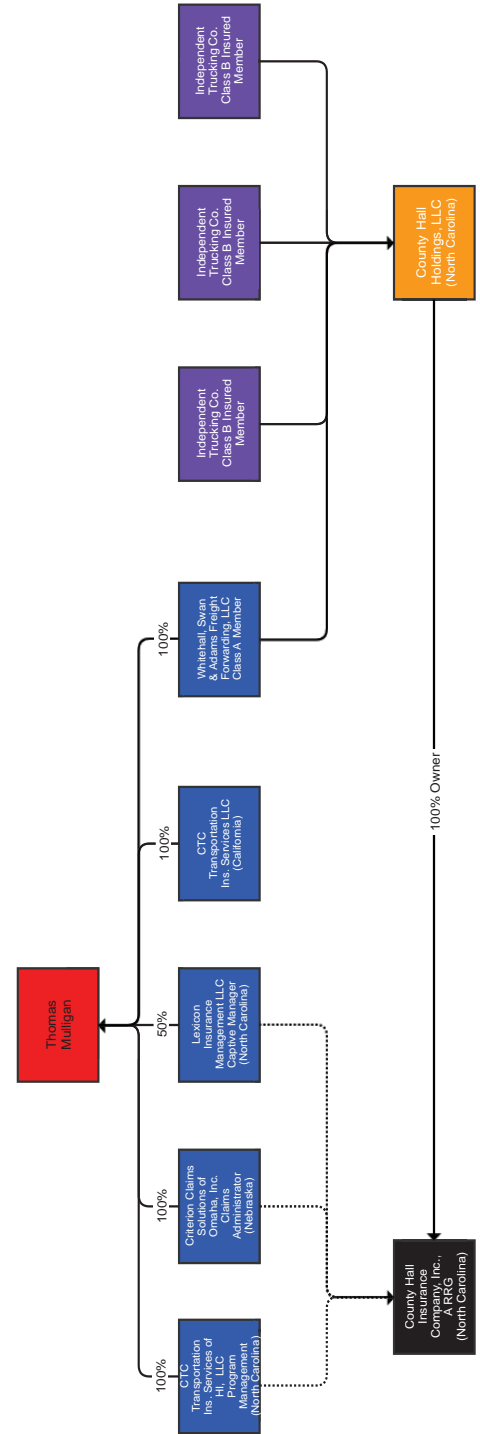 Thomas
Mulligan
100%
100%
50%
100%
100%
CTC
Transportation
Ins. Services of
HI, LLC
Program
Management
(North Carolina)
Criterion Claims
Solutions of
Omaha, Inc.
Claims
Administrator
(Nebraska)
Lexicon
Insurance
Management LLC
Captive Manager
(North Carolina)
CTC
Transportation
Ins. Services LLC
(California)
Whitehall, Swan
& Adams Freight
Forwarding, LLC
Class A Member
Independent
Trucking Co.
Class B Insured
Member
Independent
Trucking Co.
Class B Insured
Member
Independent
Trucking Co.
Class B Insured
Member
County Hall
Insurance
Company, Inc.,
A RRG
(North Carolina)
100% Owner
County Hall
Holdings, LLC
(North Carolina)